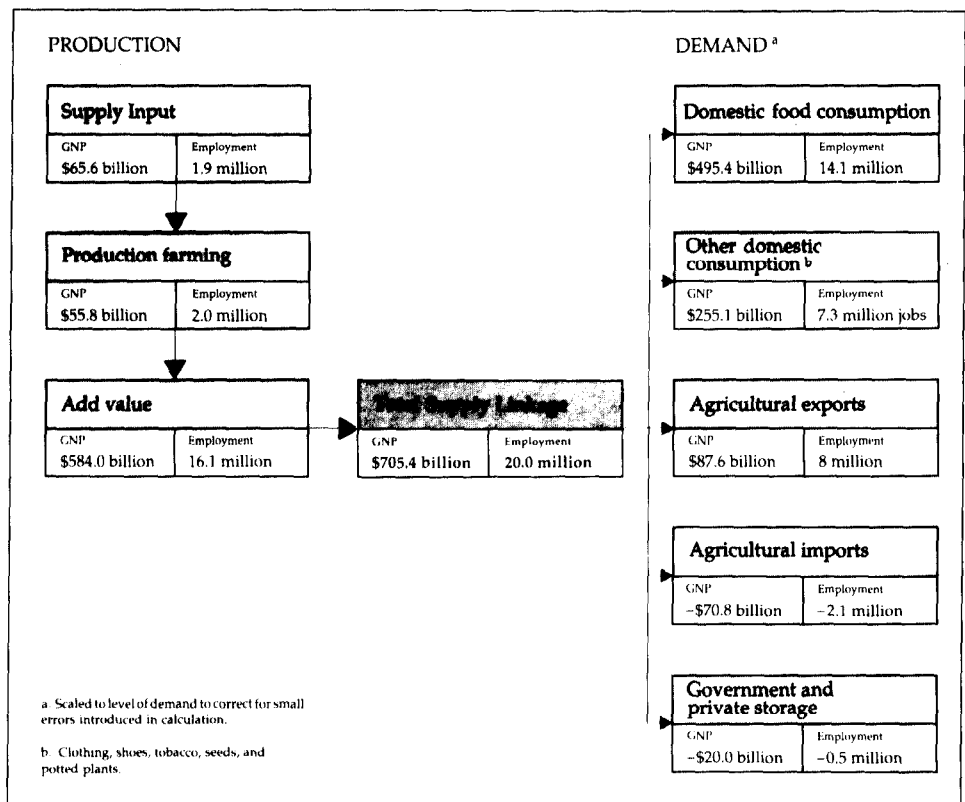 PRODUCTION
Supply Input
GNP Employment
$65.6 billion 1.9 million
Production farming
GNP Employment
$55.8 billion 2.0 million
Add value
GNP Employment
$584.0 billion 16.1 million
Total Supply Linkage
GNP Employment
$705.4 billion 20.0 million
DEMAND a
Domestic food consumption
GNP Employment
$495.4 billion 14.1 million
Other domestic
consumption b
GNP Employment
$255.1 billion 7.3 million jobs
Agricultural exports
GNP Employment
$87.6 billion 8 million
Agricultural imports
GNP Employment
–$70.8 billion –2.1 million
Government and
private storage
GNP Employment
–$20.0 billion –0.5 million
a. Scaled to level of demand to correct for small
errors introduced in calculation.
b. Clothing, shoes, tobacco, seeds, and
potted plants.